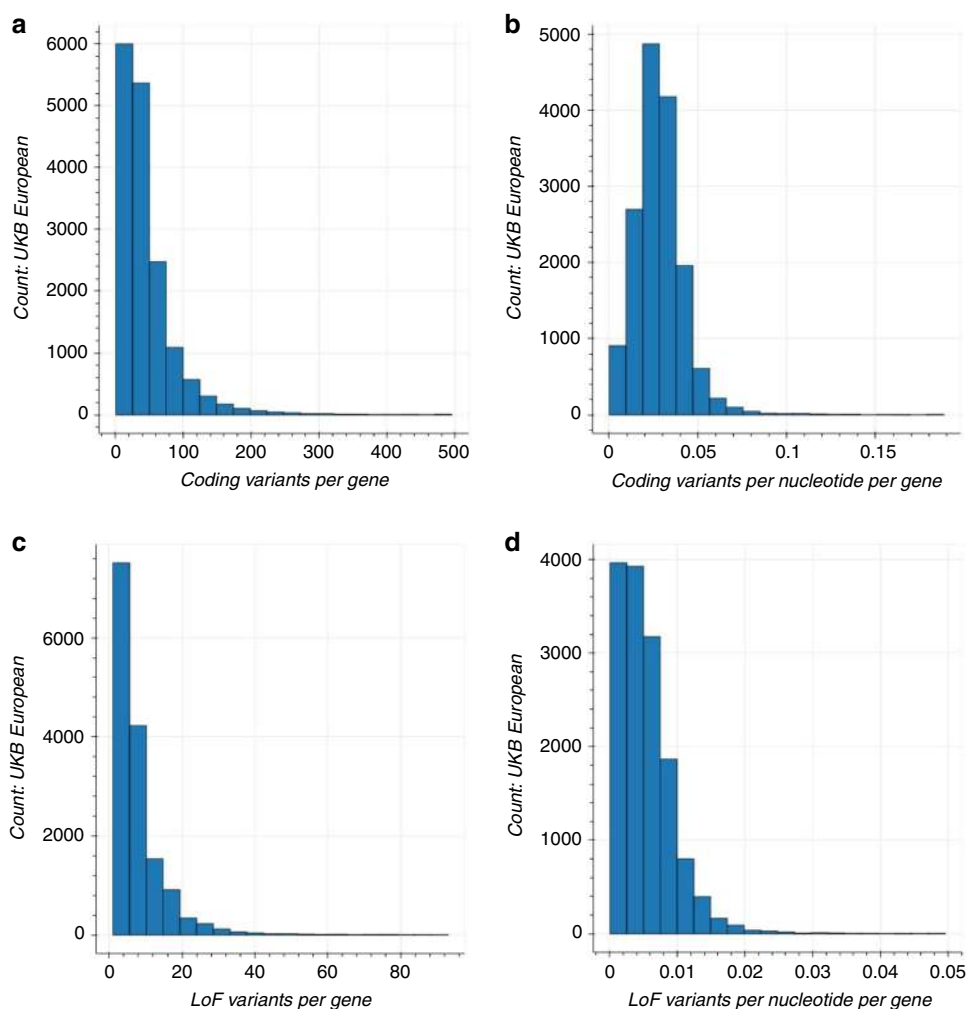 a
Count: UKB European
6000
5000
4000
3000
2000
1000
0
0 100 200 300 400 500
Coding variants per gene
b
Count: UKB European
5000
4000
3000
2000
1000
0
0 0.05 0.1 0.15
Coding variants per nucleotide per gene
c
Count: UKB European
6000
4000
2000
0
0 20 40 60 80
LoF variants per gene
d
Count: UKB European
4000
3000
2000
1000
0
0 0.01 0.02 0.03 0.04 0.05
LoF variants per nucleotide per gene